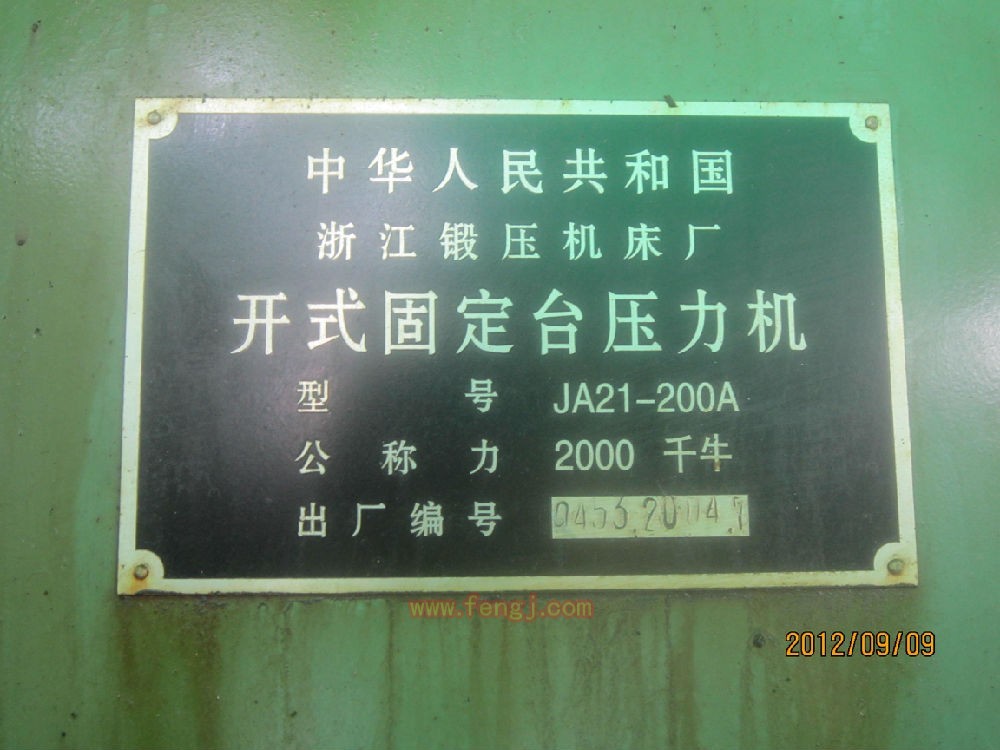 中华人民共和国
浙江锻压机床厂
开式固定台压力机
型号 JA21-200A
公称力 2000 千牛
出厂编号
www.fengj.com
2012/09/09